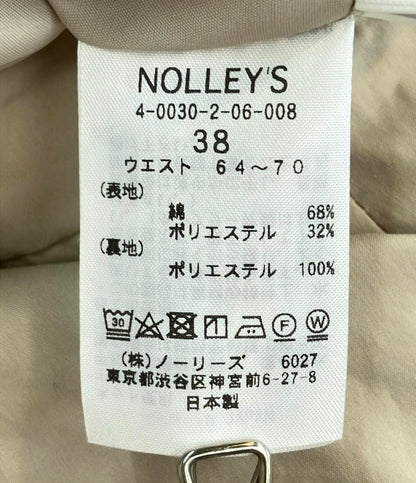 NOLLEY'S
4-0030-2-06-008
38
ウエスト 64〜70
(表地)
綿 68%
ポリエステル 32%
(裏地)
ポリエステル 100%
30 F W
(株)ノーリーズ 6027
東京都渋谷区神宮前6-27-8
日本製